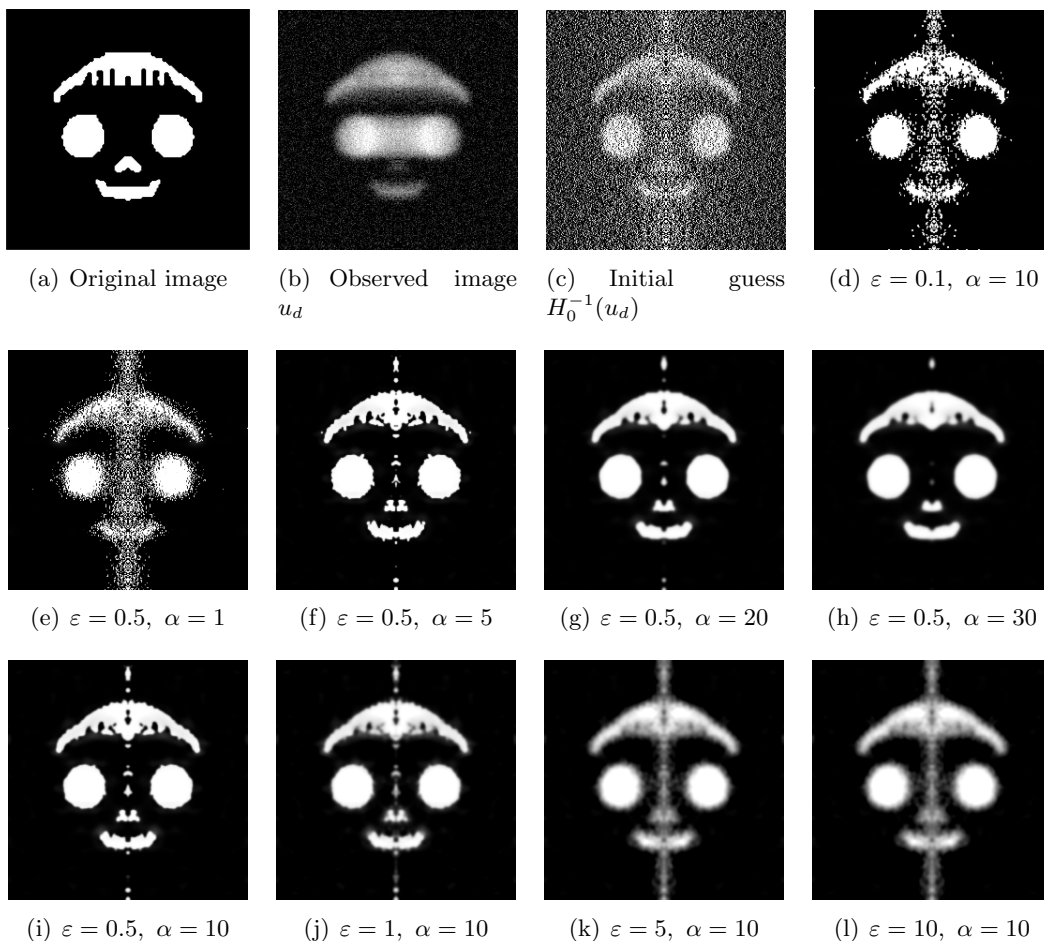 (a) Original image
(b) Observed image
u_d
(c) Initial guess
H_0^{-1}(u_d)
(d) ε = 0.1, α = 10
(e) ε = 0.5, α = 1
(f) ε = 0.5, α = 5
(g) ε = 0.5, α = 20
(h) ε = 0.5, α = 30
(i) ε = 0.5, α = 10
(j) ε = 1, α = 10
(k) ε = 5, α = 10
(l) ε = 10, α = 10